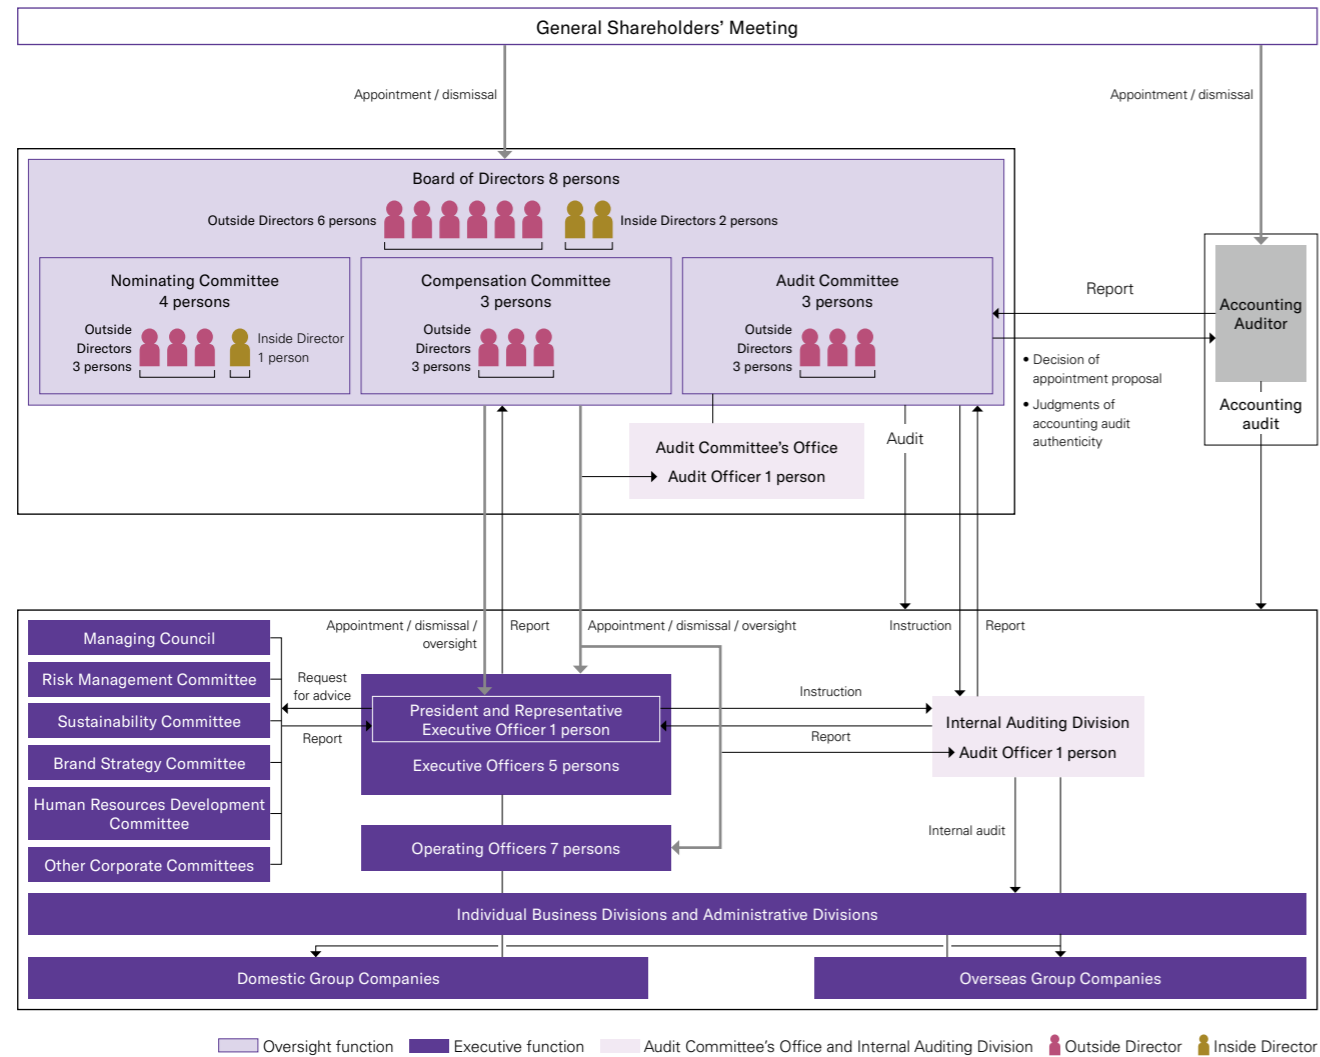 General Shareholders' Meeting
Appointment / dismissal
Appointment / dismissal
Board of Directors 8 persons
Outside Directors 6 persons
Inside Directors 2 persons
Nominating Committee
4 persons
Outside
Directors
3 persons
Inside Director
1 person
Compensation Committee
3 persons
Outside
Directors
3 persons
Audit Committee
3 persons
Outside
Directors
3 persons
Report
• Decision of
appointment proposal
• Judgments of
accounting audit
authenticity
Accounting
Auditor
Accounting
audit
Audit Committee's Office
Audit Officer 1 person
Audit
Managing Council
Risk Management Committee
Sustainability Committee
Brand Strategy Committee
Human Resources Development
Committee
Other Corporate Committees
Appointment / dismissal /
oversight
Report
Appointment / dismissal / oversight
Instruction
Report
Request
for advice
Report
President and Representative
Executive Officer 1 person
Executive Officers 5 persons
Operating Officers 7 persons
Instruction
Report
Internal Auditing Division
Audit Officer 1 person
Internal audit
Individual Business Divisions and Administrative Divisions
Domestic Group Companies
Overseas Group Companies
Oversight function
Executive function
Audit Committee's Office and Internal Auditing Division
Outside Director
Inside Director